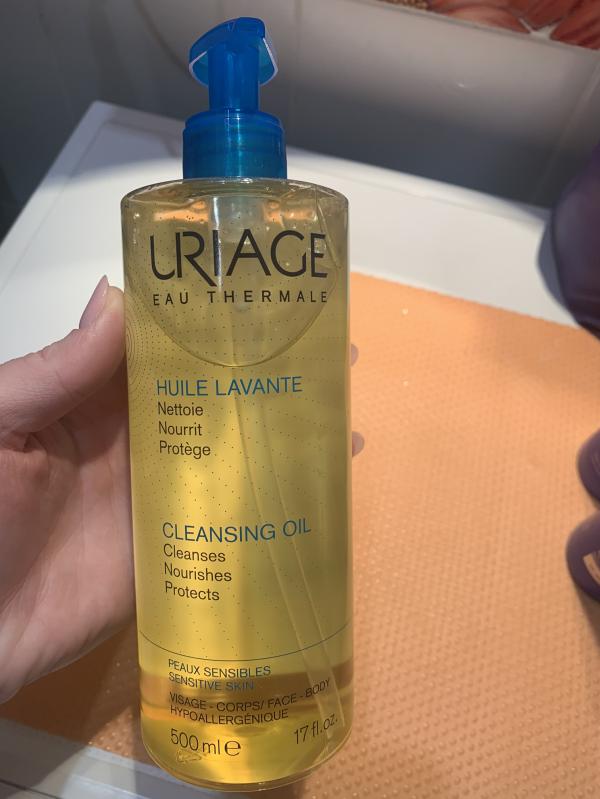 URIAGE
EAU THERMALE
HUILE LAVANTE
Nettoie
Nourrit
Protège
CLEANSING OIL
Cleanses
Nourishes
Protects
PEAUX SENSIBLES
SENSITIVE SKIN
VISAGE - CORPS/ FACE - BODY
HYPOALLERGÉNIQUE
500 ml e 17 fl. oz.